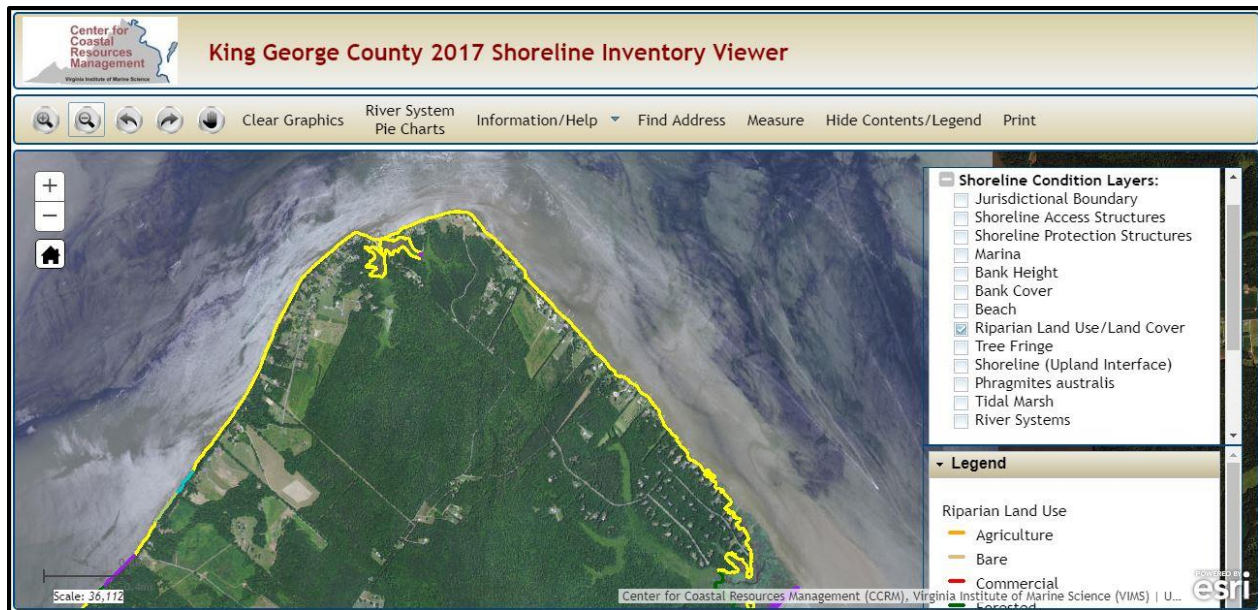 Center for
Coastal
Resources
Management
Virginia Institute of Marine Science
King George County 2017 Shoreline Inventory Viewer
Clear Graphics
River System
Pie Charts
Information/Help
Find Address
Measure
Hide Contents/Legend
Print
+
−
Shoreline Condition Layers:
Jurisdictional Boundary
Shoreline Access Structures
Shoreline Protection Structures
Marina
Bank Height
Bank Cover
Beach
Riparian Land Use/Land Cover
Tree Fringe
Shoreline (Upland Interface)
Phragmites australis
Tidal Marsh
River Systems
Legend
Riparian Land Use
Agriculture
Bare
Commercial
Forested
Scale: 36,112
Center for Coastal Resources Management (CCRM), Virginia Institute of Marine Science (VIMS) | U...
POWERED BY
esri